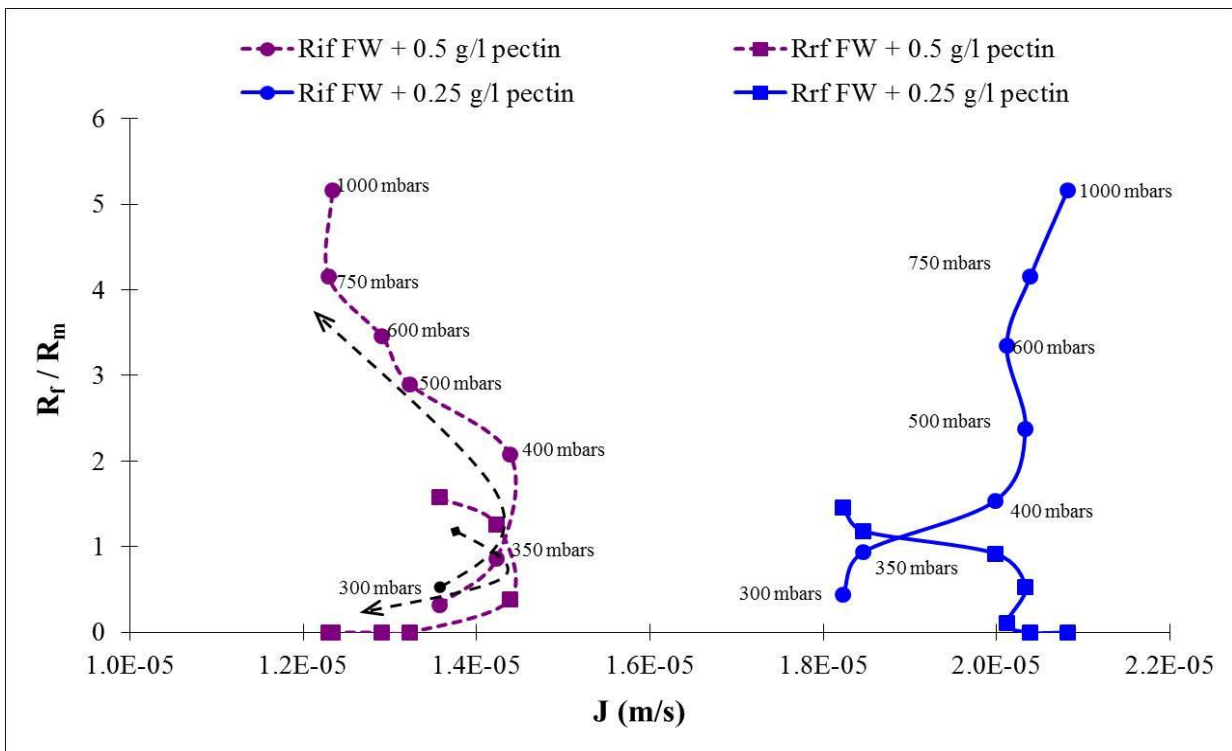 Rif FW + 0.5 g/l pectin
Rrf FW + 0.5 g/l pectin
Rif FW + 0.25 g/l pectin
Rrf FW + 0.25 g/l pectin
6
5
4
3
2
1
0
R_f / R_m
1000 mbars
750 mbars
600 mbars
500 mbars
400 mbars
350 mbars
300 mbars
1000 mbars
750 mbars
600 mbars
500 mbars
400 mbars
350 mbars
300 mbars
1.0E-05
1.2E-05
1.4E-05
1.6E-05
1.8E-05
2.0E-05
2.2E-05
J (m/s)